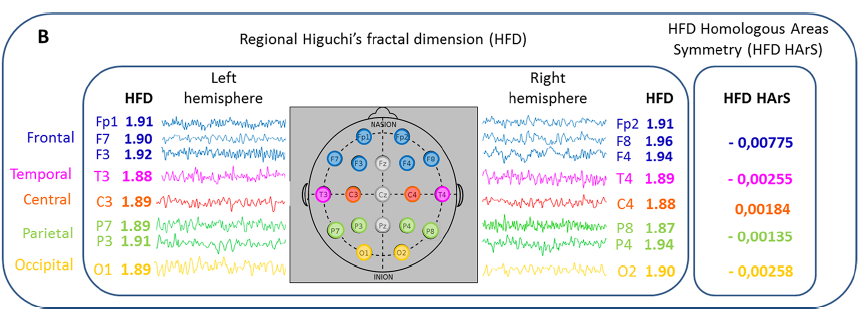 B
Regional Higuchi's fractal dimension (HFD)
HFD Homologous Areas
Symmetry (HFD HArS)
Left
hemisphere
Right
hemisphere
HFD
HFD
HFD HArS
Frontal
Fp1 1.91
F7 1.90
F3 1.92
Fp2 1.91
F8 1.96
F4 1.94
- 0,00775
Temporal
T3 1.88
T4 1.89
- 0,00255
Central
C3 1.89
C4 1.88
0,00184
Parietal
P7 1.89
P3 1.91
P8 1.87
P4 1.94
- 0,00135
Occipital
O1 1.89
O2 1.90
- 0,00258
NASION
Fp1 Fp2
F7 F3 Fz F4 F8
T3 C3 Cz C4 T4
P7 P3 Pz P4 P8
O1 O2
INION